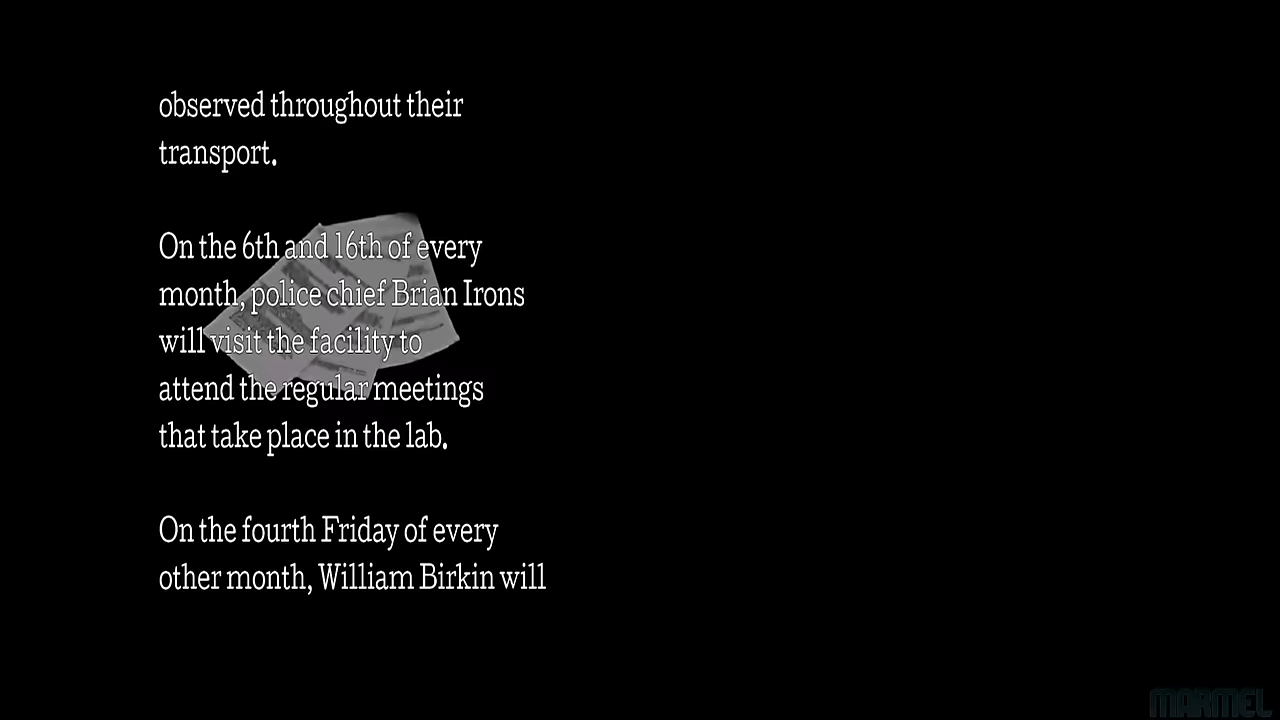 observed throughout their
transport.
On the 6th and 16th of every
month, police chief Brian Irons
will visit the facility to
attend the regular meetings
that take place in the lab.
On the fourth Friday of every
other month, William Birkin will
MARMEL